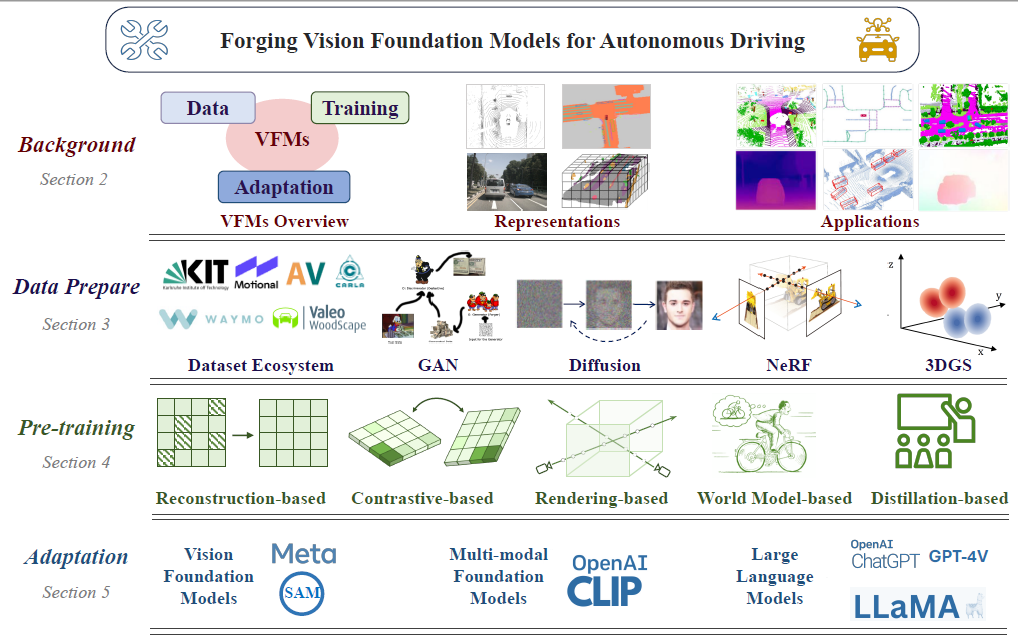 Forging Vision Foundation Models for Autonomous Driving
Background
Section 2
Data
Training
VFMs
Adaptation
VFMs Overview
Representations
Applications
Data Prepare
Section 3
KIT
Karlsruhe Institute of Technology
Motional
AV
CARLA
WAYMO
Valeo
WoodScape
Dataset Ecosystem
GAN
Diffusion
NeRF
z
y
x
3DGS
Pre-training
Section 4
Reconstruction-based
Contrastive-based
Rendering-based
World Model-based
Distillation-based
Adaptation
Section 5
Vision
Foundation
Models
Meta
SAM
Multi-modal
Foundation
Models
OpenAI
CLIP
Large
Language
Models
OpenAI
ChatGPT
GPT-4V
LLaMA